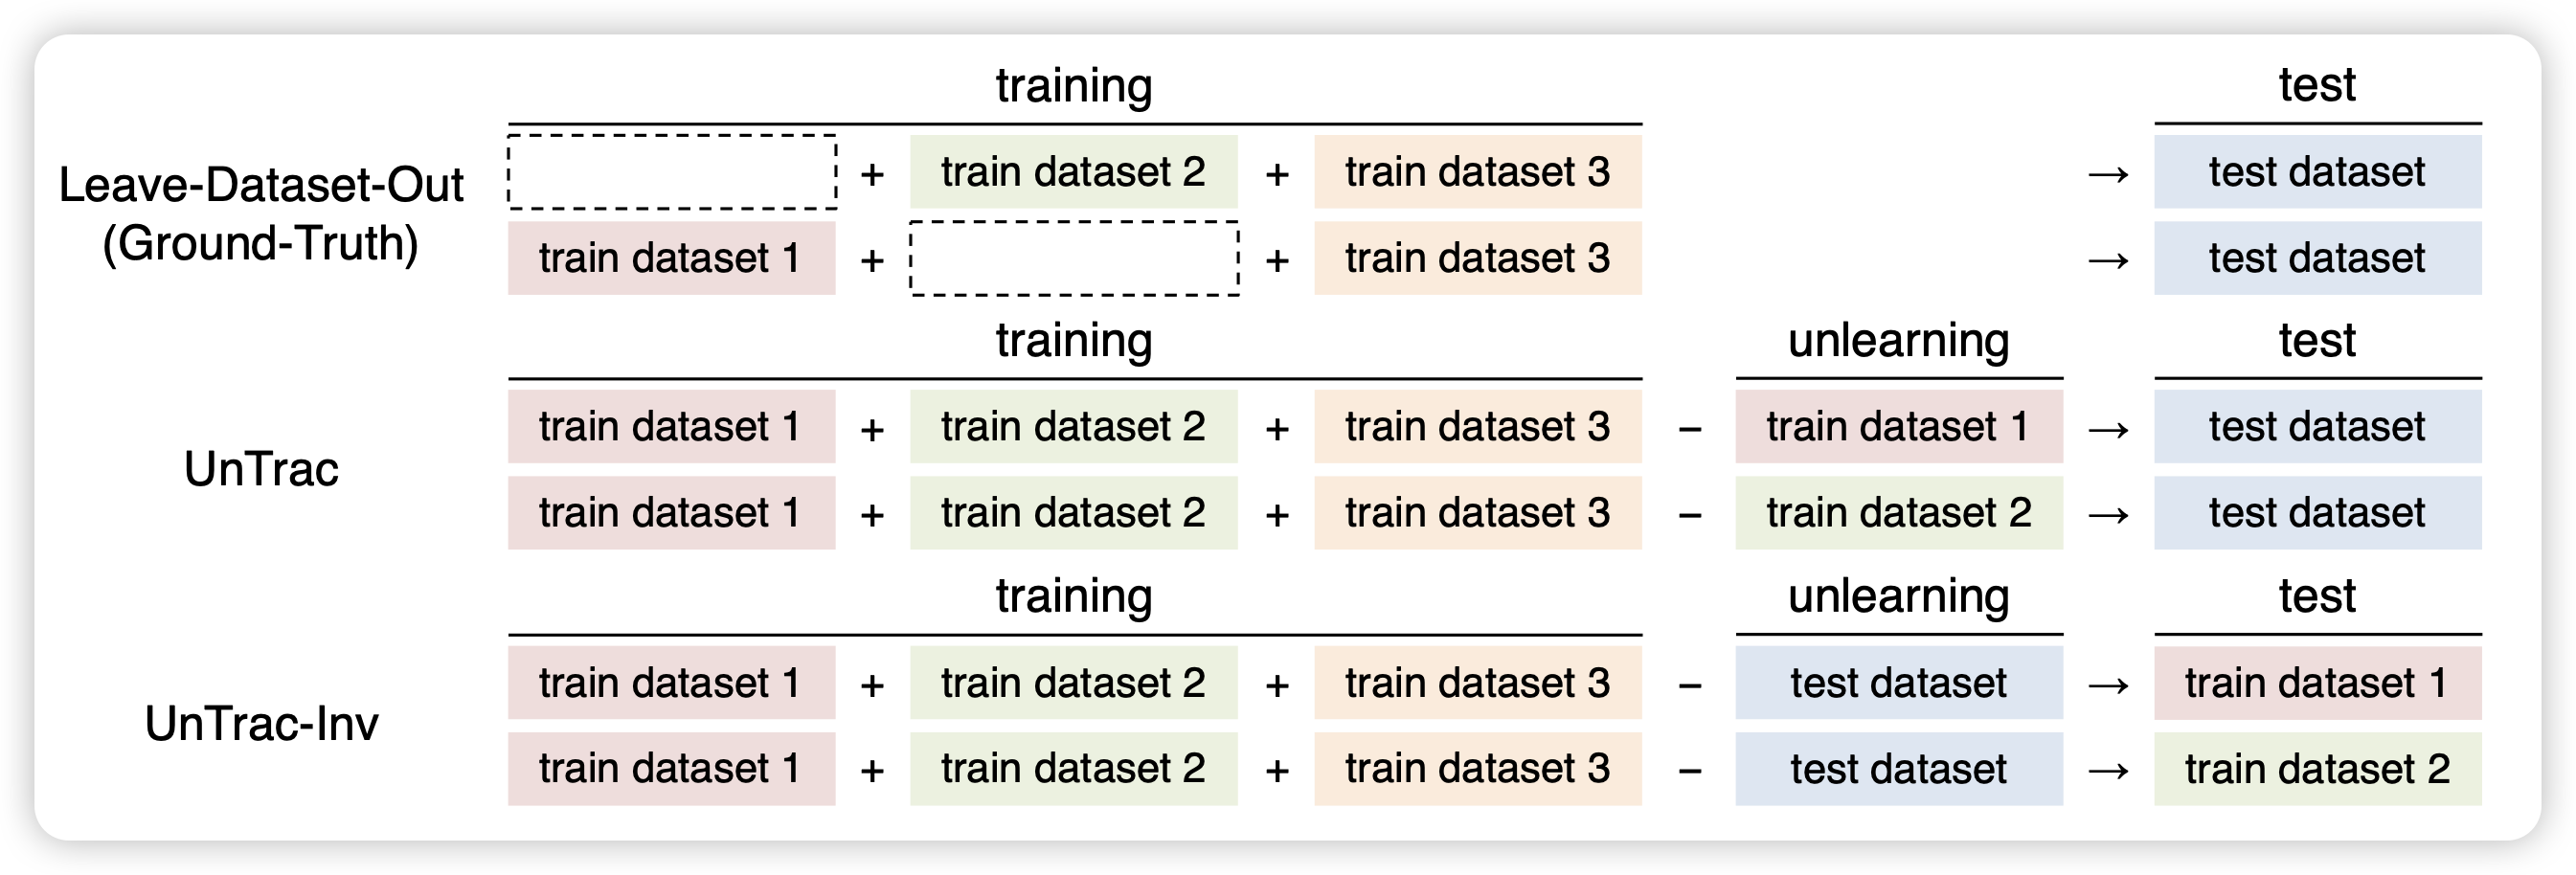 training test
Leave-Dataset-Out
(Ground-Truth)
+ train dataset 2 + train dataset 3 → test dataset
train dataset 1 + + train dataset 3 → test dataset
training unlearning test
UnTrac
train dataset 1 + train dataset 2 + train dataset 3 − train dataset 1 → test dataset
train dataset 1 + train dataset 2 + train dataset 3 − train dataset 2 → test dataset
training unlearning test
UnTrac-Inv
train dataset 1 + train dataset 2 + train dataset 3 − test dataset → train dataset 1
train dataset 1 + train dataset 2 + train dataset 3 − test dataset → train dataset 2